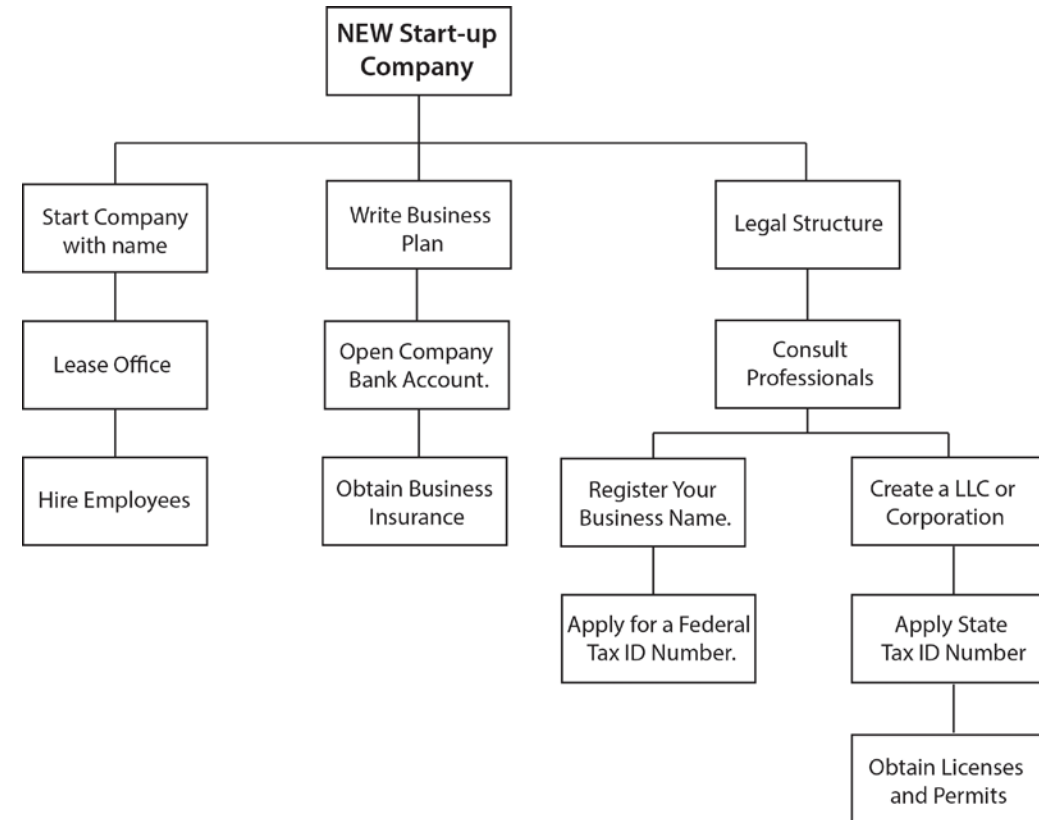 NEW Start-up
Company
Start Company
with name
Write Business
Plan
Legal Structure
Lease Office
Open Company
Bank Account.
Consult
Professionals
Hire Employees
Obtain Business
Insurance
Register Your
Business Name.
Create a LLC or
Corporation
Apply for a Federal
Tax ID Number.
Apply State
Tax ID Number
Obtain Licenses
and Permits